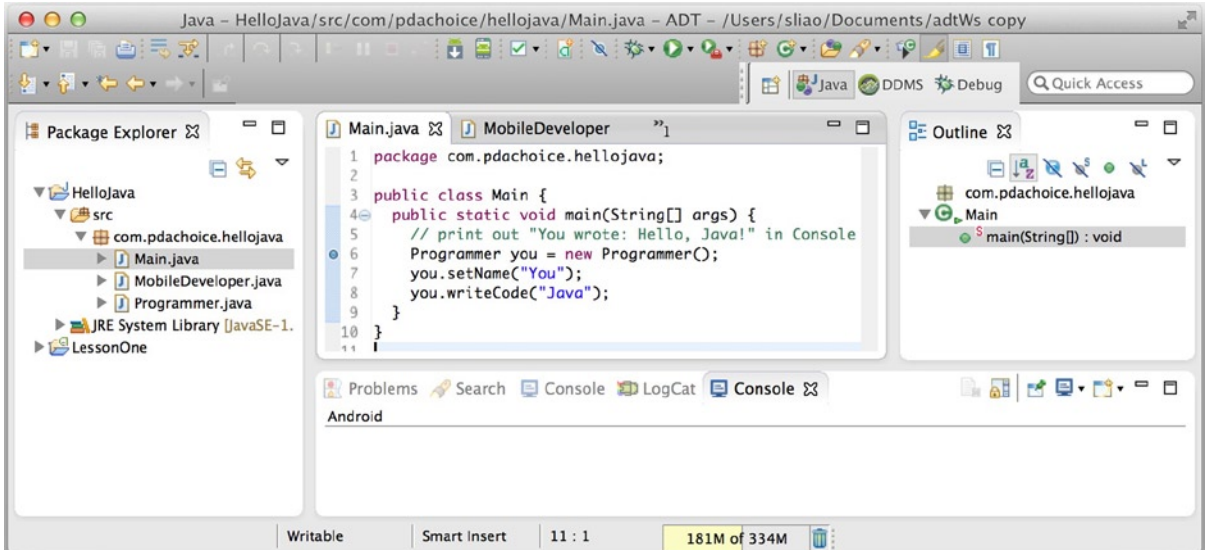 Java – HelloJava/src/com/pdachoice/hellojava/Main.java – ADT – /Users/sliao/Documents/adtWs copy
Java
DDMS
Debug
Quick Access
Package Explorer
HelloJava
src
com.pdachoice.hellojava
Main.java
MobileDeveloper.java
Programmer.java
JRE System Library [JavaSE-1.
LessonOne
Main.java
MobileDeveloper
»1
1 package com.pdachoice.hellojava;
2
3 public class Main {
4 public static void main(String[] args) {
5 // print out "You wrote: Hello, Java!" in Console
6 Programmer you = new Programmer();
7 you.setName("You");
8 you.writeCode("Java");
9 }
10 }
11
Outline
com.pdachoice.hellojava
Main
S main(String[]) : void
Problems
Search
Console
LogCat
Console
Android
Writable
Smart Insert
11 : 1
181M of 334M